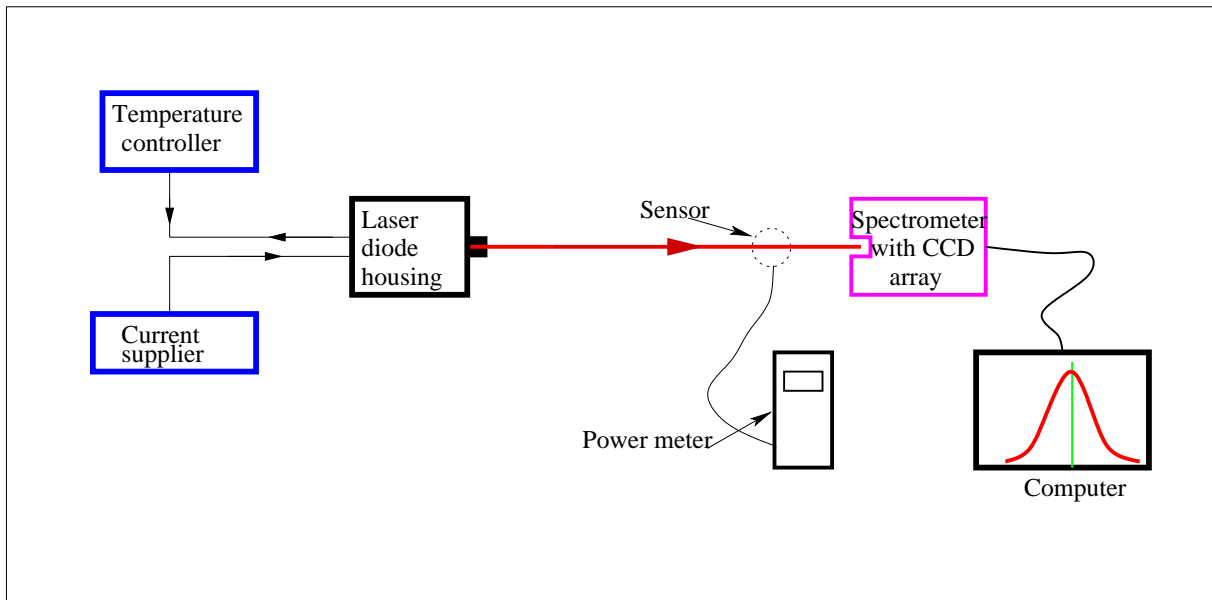 Temperature
controller
Current
supplier
Laser
diode
housing
Sensor
Spectrometer
with CCD
array
Power meter
Computer